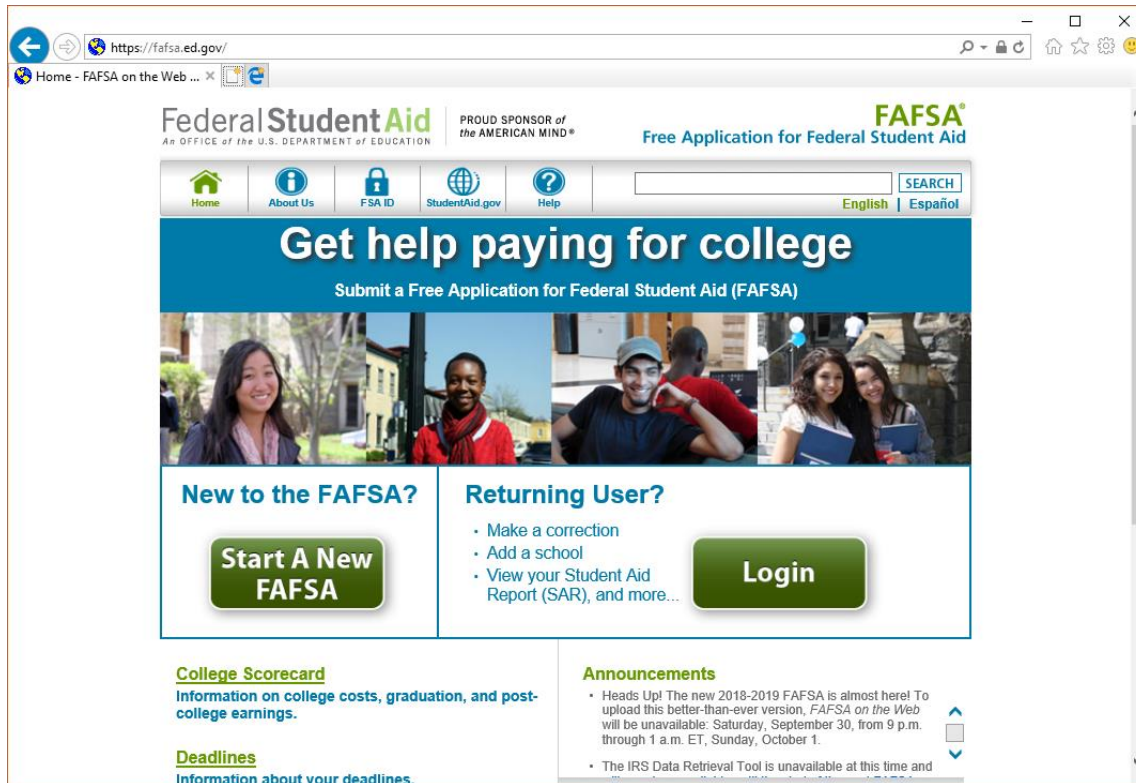 https://fafsa.ed.gov/
Home - FAFSA on the Web ...
Federal Student Aid
An OFFICE of the U.S. DEPARTMENT of EDUCATION
PROUD SPONSOR of
the AMERICAN MIND®
FAFSA®
Free Application for Federal Student Aid
Home
About Us
FSA ID
StudentAid.gov
Help
SEARCH
English | Español
Get help paying for college
Submit a Free Application for Federal Student Aid (FAFSA)
New to the FAFSA?
Start A New
FAFSA
Returning User?
• Make a correction
• Add a school
• View your Student Aid
Report (SAR), and more...
Login
College Scorecard
Information on college costs, graduation, and post-
college earnings.
Deadlines
Information about your deadlines.
Announcements
• Heads Up! The new 2018-2019 FAFSA is almost here! To
upload this better-than-ever version, FAFSA on the Web
will be unavailable: Saturday, September 30, from 9 p.m.
through 1 a.m. ET, Sunday, October 1.
• The IRS Data Retrieval Tool is unavailable at this time and